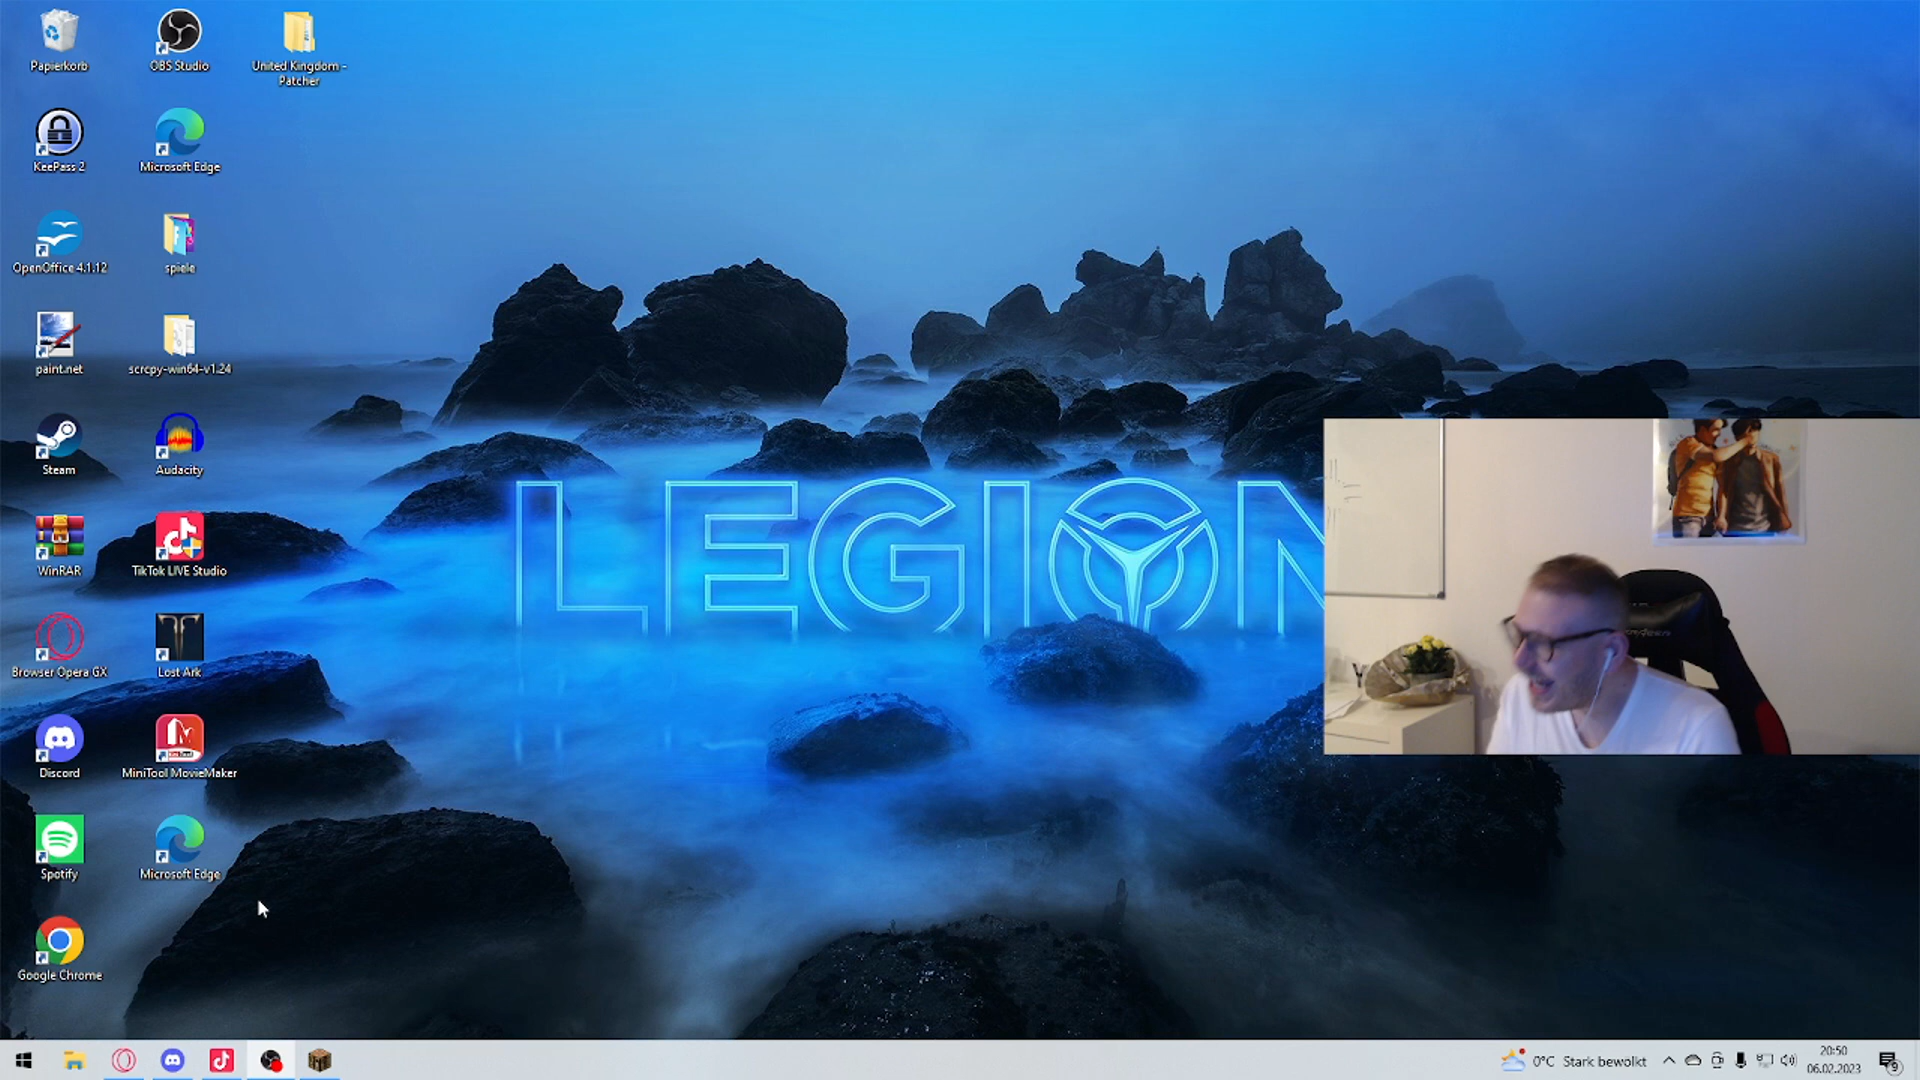 Papierkorb
OBS Studio
United Kingdom -
Patcher
KeePass 2
Microsoft Edge
OpenOffice 4.1.12
spiele
paint.net
scrcpy-win64-v1.24
Steam
Audacity
LEGION
WinRAR
TikTok LIVE Studio
Browser Opera GX
Lost Ark
Discord
MiniTool MovieMaker
Spotify
Microsoft Edge
Google Chrome
0°C Stark bewölkt
20:50
06.02.2023
9